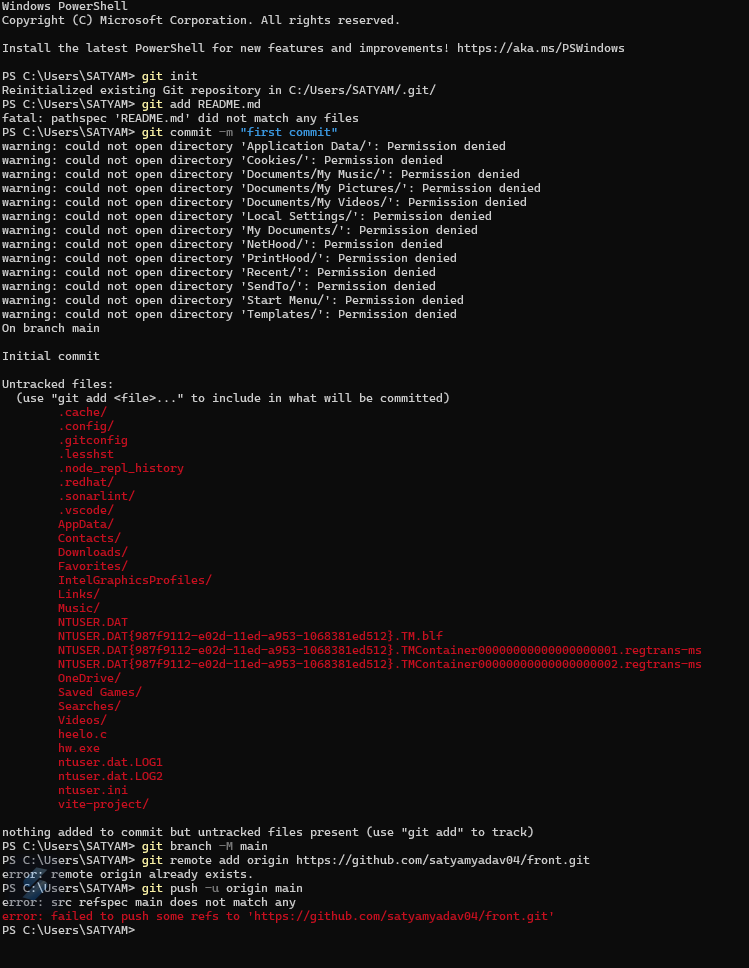 Windows PowerShell
Copyright (C) Microsoft Corporation. All rights reserved.
Install the latest PowerShell for new features and improvements! https://aka.ms/PSWindows
PS C:\Users\SATYAM> git init
Reinitialized existing Git repository in C:/Users/SATYAM/.git/
PS C:\Users\SATYAM> git add README.md
fatal: pathspec 'README.md' did not match any files
PS C:\Users\SATYAM> git commit -m "first commit"
warning: could not open directory 'Application Data/': Permission denied
warning: could not open directory 'Cookies/': Permission denied
warning: could not open directory 'Documents/My Music/': Permission denied
warning: could not open directory 'Documents/My Pictures/': Permission denied
warning: could not open directory 'Documents/My Videos/': Permission denied
warning: could not open directory 'Local Settings/': Permission denied
warning: could not open directory 'My Documents/': Permission denied
warning: could not open directory 'NetHood/': Permission denied
warning: could not open directory 'PrintHood/': Permission denied
warning: could not open directory 'Recent/': Permission denied
warning: could not open directory 'SendTo/': Permission denied
warning: could not open directory 'Start Menu/': Permission denied
warning: could not open directory 'Templates/': Permission denied
On branch main
Initial commit
Untracked files:
(use "git add <file>..." to include in what will be committed)
.cache/
.config/
.gitconfig
.lesshst
.node_repl_history
.redhat/
.sonarlint/
.vscode/
AppData/
Contacts/
Downloads/
Favorites/
IntelGraphicsProfiles/
Links/
Music/
NTUSER.DAT
NTUSER.DAT{987f9112-e02d-11ed-a953-1068381ed512}.TM.blf
NTUSER.DAT{987f9112-e02d-11ed-a953-1068381ed512}.TMContainer00000000000000000001.regtrans-ms
NTUSER.DAT{987f9112-e02d-11ed-a953-1068381ed512}.TMContainer00000000000000000002.regtrans-ms
OneDrive/
Saved Games/
Searches/
Videos/
heelo.c
hw.exe
ntuser.dat.LOG1
ntuser.dat.LOG2
ntuser.ini
vite-project/
nothing added to commit but untracked files present (use "git add" to track)
PS C:\Users\SATYAM> git branch -M main
PS C:\Users\SATYAM> git remote add origin https://github.com/satyamyadav04/front.git
error: remote origin already exists.
PS C:\Users\SATYAM> git push -u origin main
error: src refspec main does not match any
error: failed to push some refs to 'https://github.com/satyamyadav04/front.git'
PS C:\Users\SATYAM>